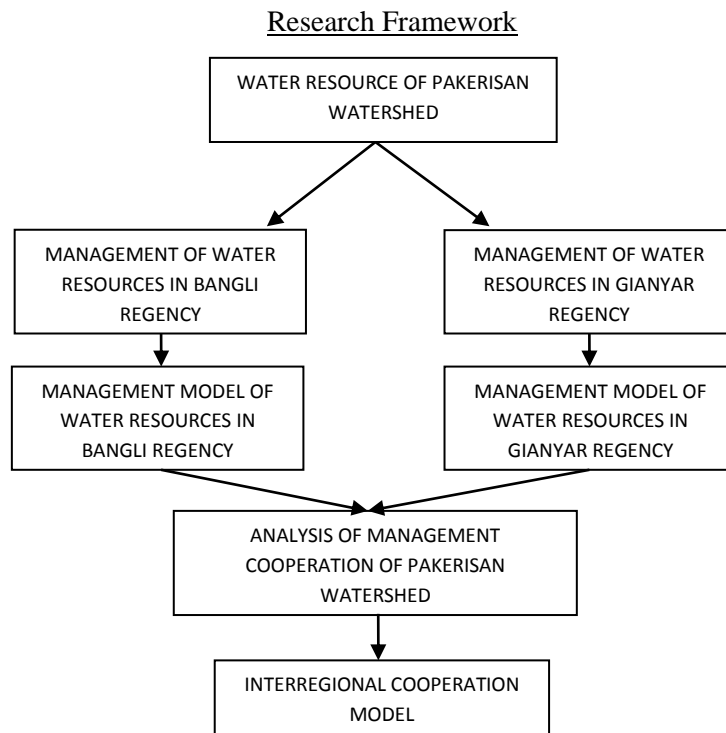 Research Framework
WATER RESOURCE OF PAKERISAN
WATERSHED
MANAGEMENT OF WATER
RESOURCES IN BANGLI
REGENCY
MANAGEMENT OF WATER
RESOURCES IN GIANYAR
REGENCY
MANAGEMENT MODEL OF
WATER RESOURCES IN
BANGLI REGENCY
MANAGEMENT MODEL OF
WATER RESOURCES IN
GIANYAR REGENCY
ANALYSIS OF MANAGEMENT
COOPERATION OF PAKERISAN
WATERSHED
INTERREGIONAL COOPERATION
MODEL